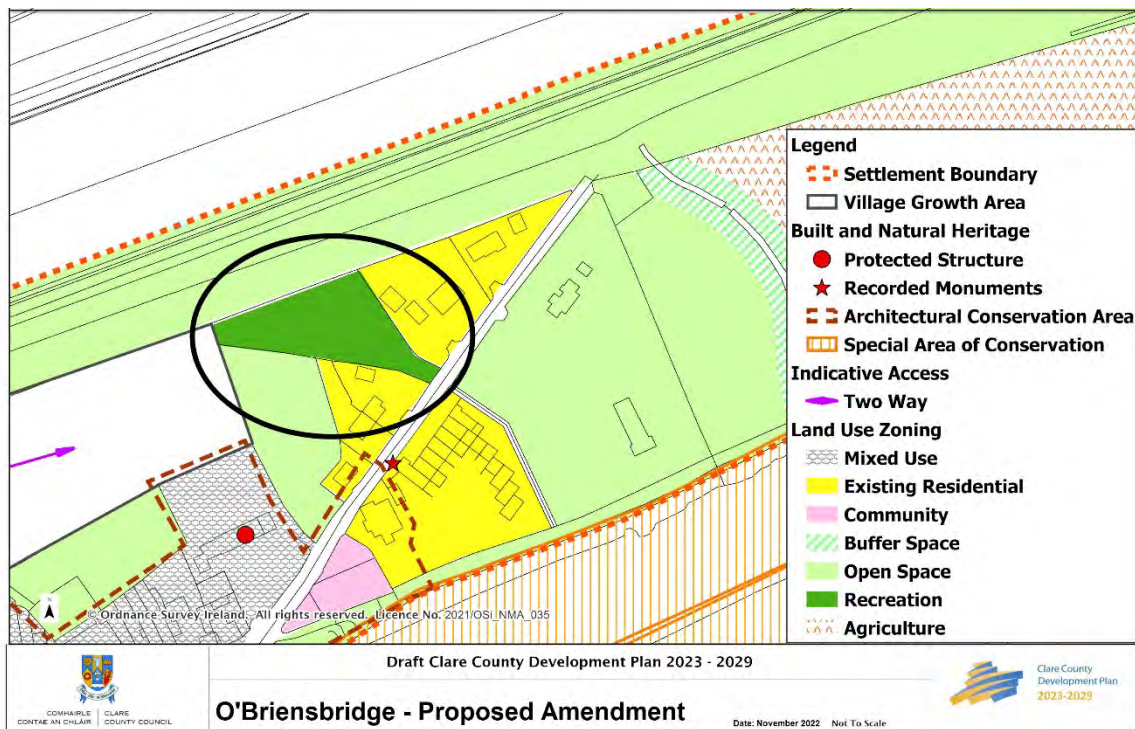 Legend
Settlement Boundary
Village Growth Area
Built and Natural Heritage
Protected Structure
Recorded Monuments
Architectural Conservation Area
Special Area of Conservation
Indicative Access
Two Way
Land Use Zoning
Mixed Use
Existing Residential
Community
Buffer Space
Open Space
Recreation
Agriculture
© Ordnance Survey Ireland. All rights reserved. Licence No. 2021/OSI_NMA_035
Draft Clare County Development Plan 2023 - 2029
O'Briensbridge - Proposed Amendment
Date: November 2022 Not To Scale
COMHAIRLE CLARE
CONTAE AN CHLÁIR COUNTY COUNCIL
Clare County
Development Plan
2023-2029